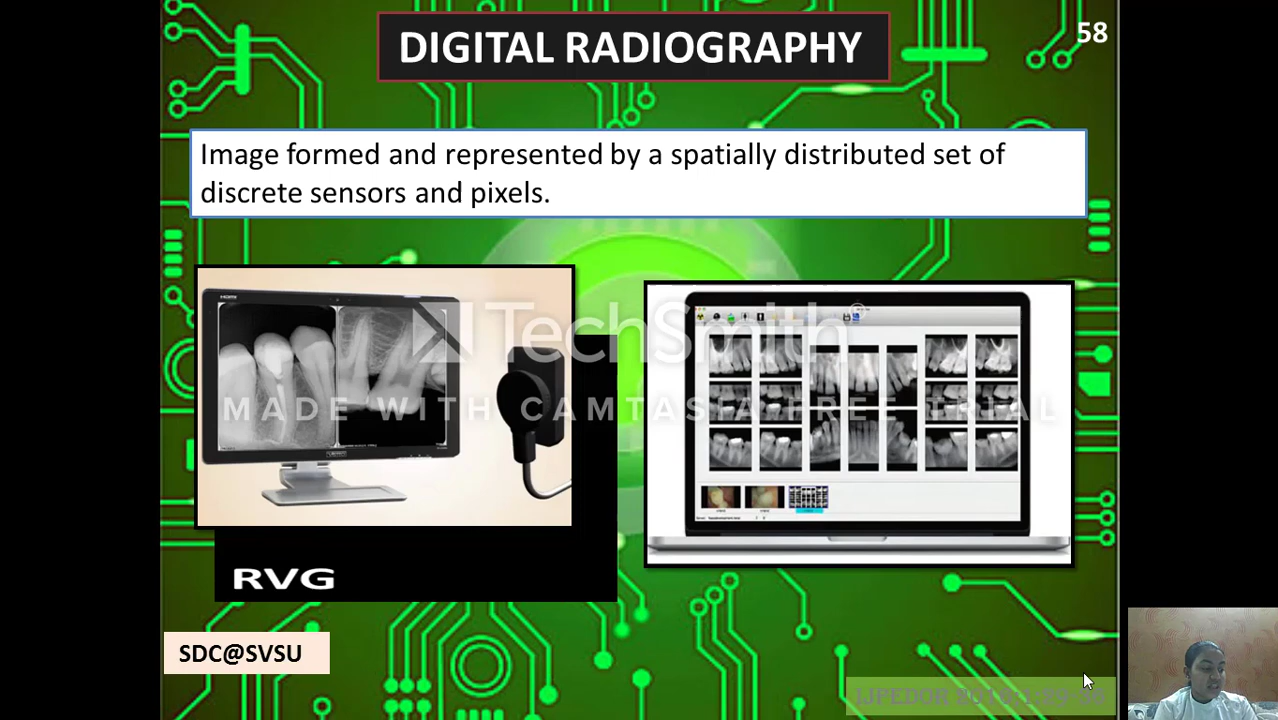 DIGITAL RADIOGRAPHY
58
Image formed and represented by a spatially distributed set of
discrete sensors and pixels.
TechSmith
MADE WITH CAMTASIA FREE TRIAL
RVG
SDC@SVSU